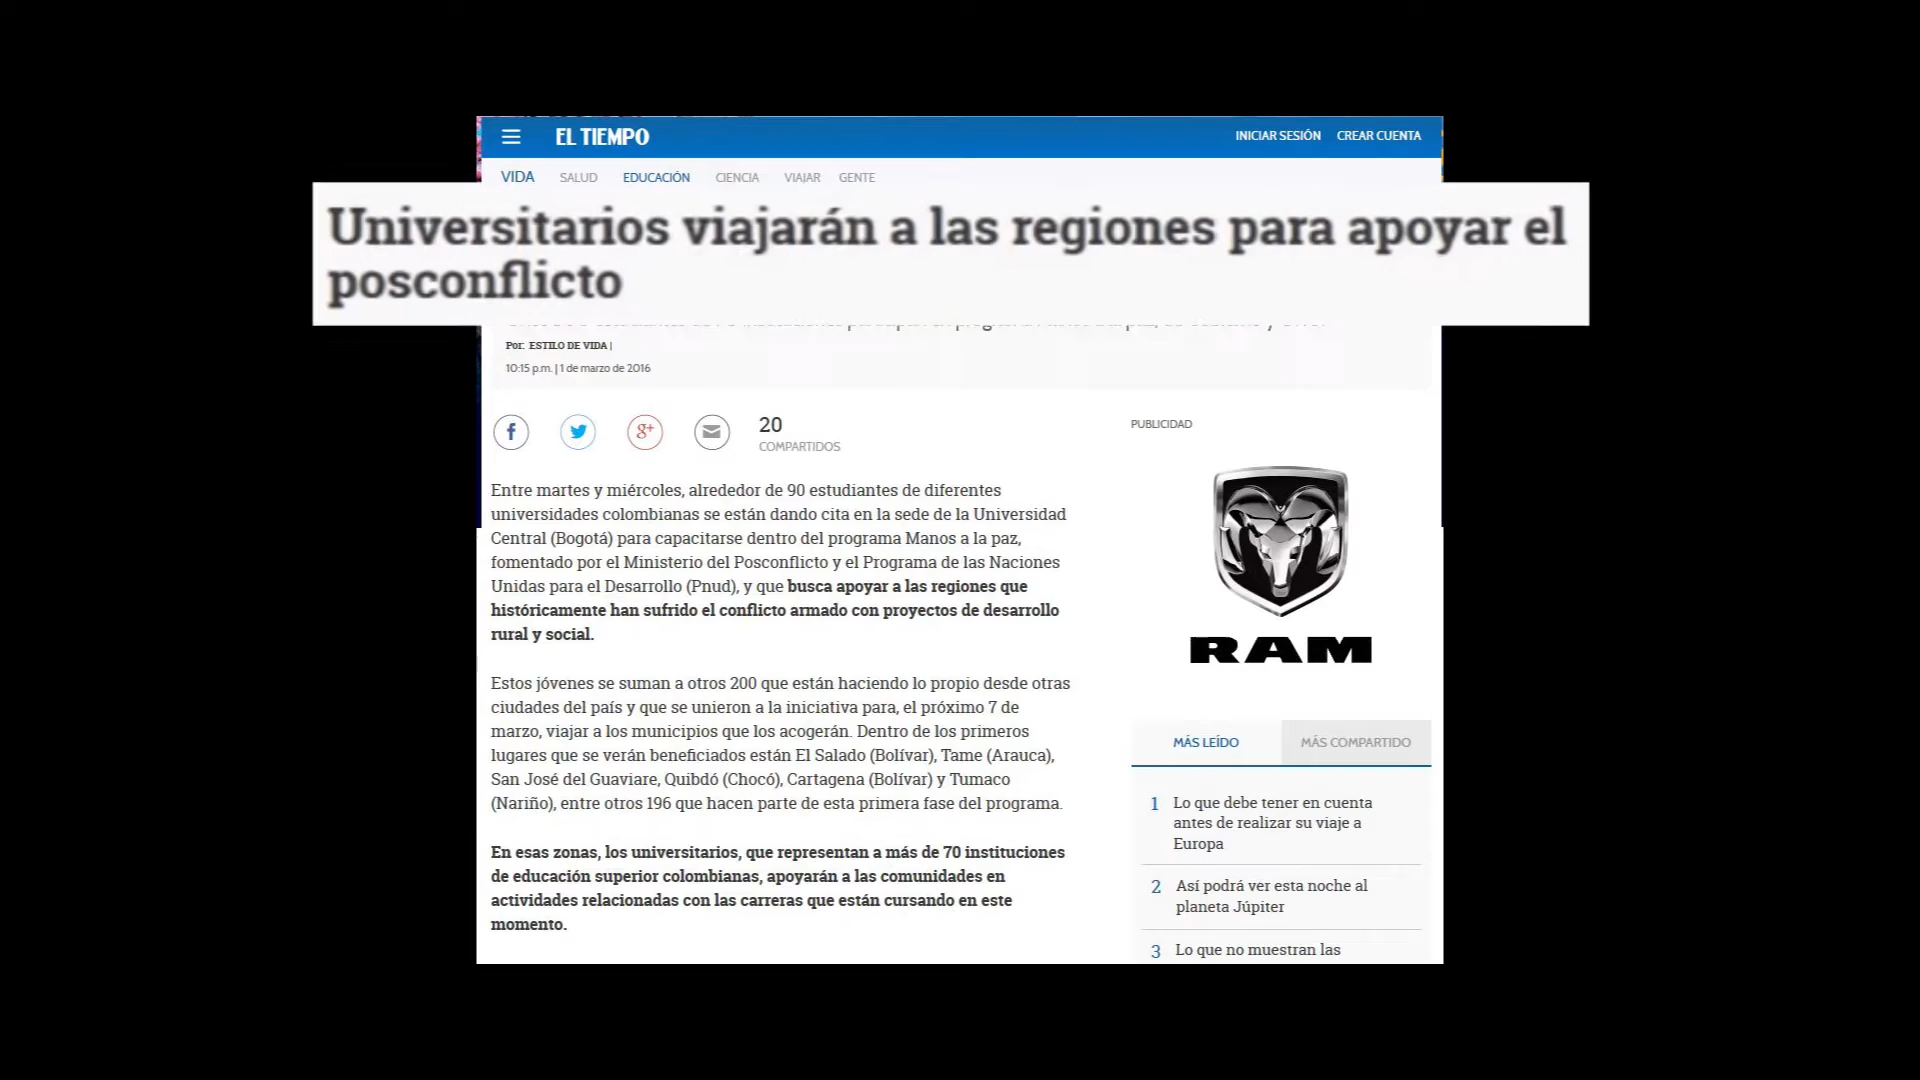 EL TIEMPO
INICIAR SESIÓN CREAR CUENTA
VIDA SALUD EDUCACIÓN CIENCIA VIAJAR GENTE
Universitarios viajarán a las regiones para apoyar el
posconflicto
Por: ESTILO DE VIDA |
10:15 p.m. | 1 de marzo de 2016
20
COMPARTIDOS
Entre martes y miércoles, alrededor de 90 estudiantes de diferentes
universidades colombianas se están dando cita en la sede de la Universidad
Central (Bogotá) para capacitarse dentro del programa Manos a la paz,
fomentado por el Ministerio del Posconflicto y el Programa de las Naciones
Unidas para el Desarrollo (Pnud), y que busca apoyar a las regiones que
históricamente han sufrido el conflicto armado con proyectos de desarrollo
rural y social.
Estos jóvenes se suman a otros 200 que están haciendo lo propio desde otras
ciudades del país y que se unieron a la iniciativa para, el próximo 7 de
marzo, viajar a los municipios que los acogerán. Dentro de los primeros
lugares que se verán beneficiados están El Salado (Bolívar), Tame (Arauca),
San José del Guaviare, Quibdó (Chocó), Cartagena (Bolívar) y Tumaco
(Nariño), entre otros 196 que hacen parte de esta primera fase del programa.
En esas zonas, los universitarios, que representan a más de 70 instituciones
de educación superior colombianas, apoyarán a las comunidades en
actividades relacionadas con las carreras que están cursando en este
momento.
PUBLICIDAD
RAM
MÁS LEÍDO MÁS COMPARTIDO
1 Lo que debe tener en cuenta
antes de realizar su viaje a
Europa
2 Así podrá ver esta noche al
planeta Júpiter
3 Lo que no muestran las